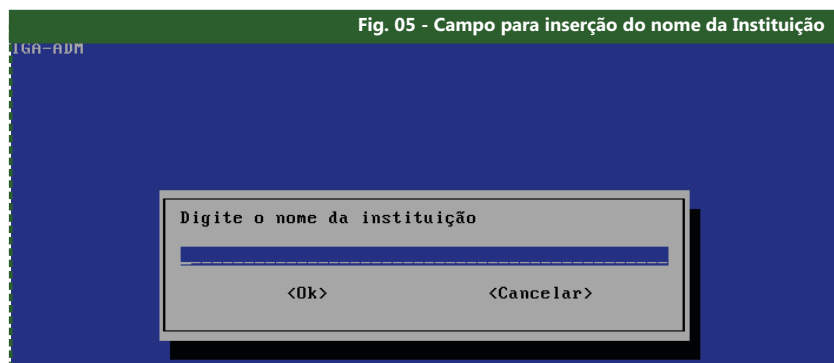 Fig. 05 - Campo para inserção do nome da Instituição
IGA-ADM
Digite o nome da instituição
<Ok> <Cancelar>